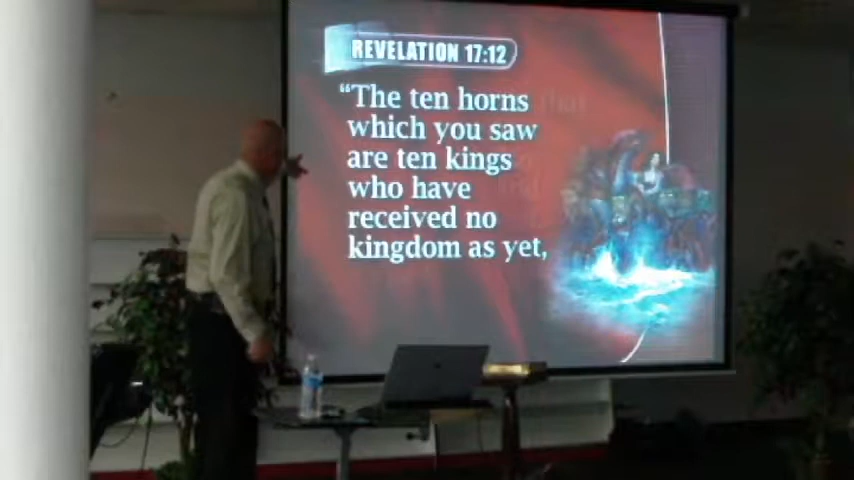 REVELATION 17:12
“The ten horns
which you saw
are ten kings
who have
received no
kingdom as yet,